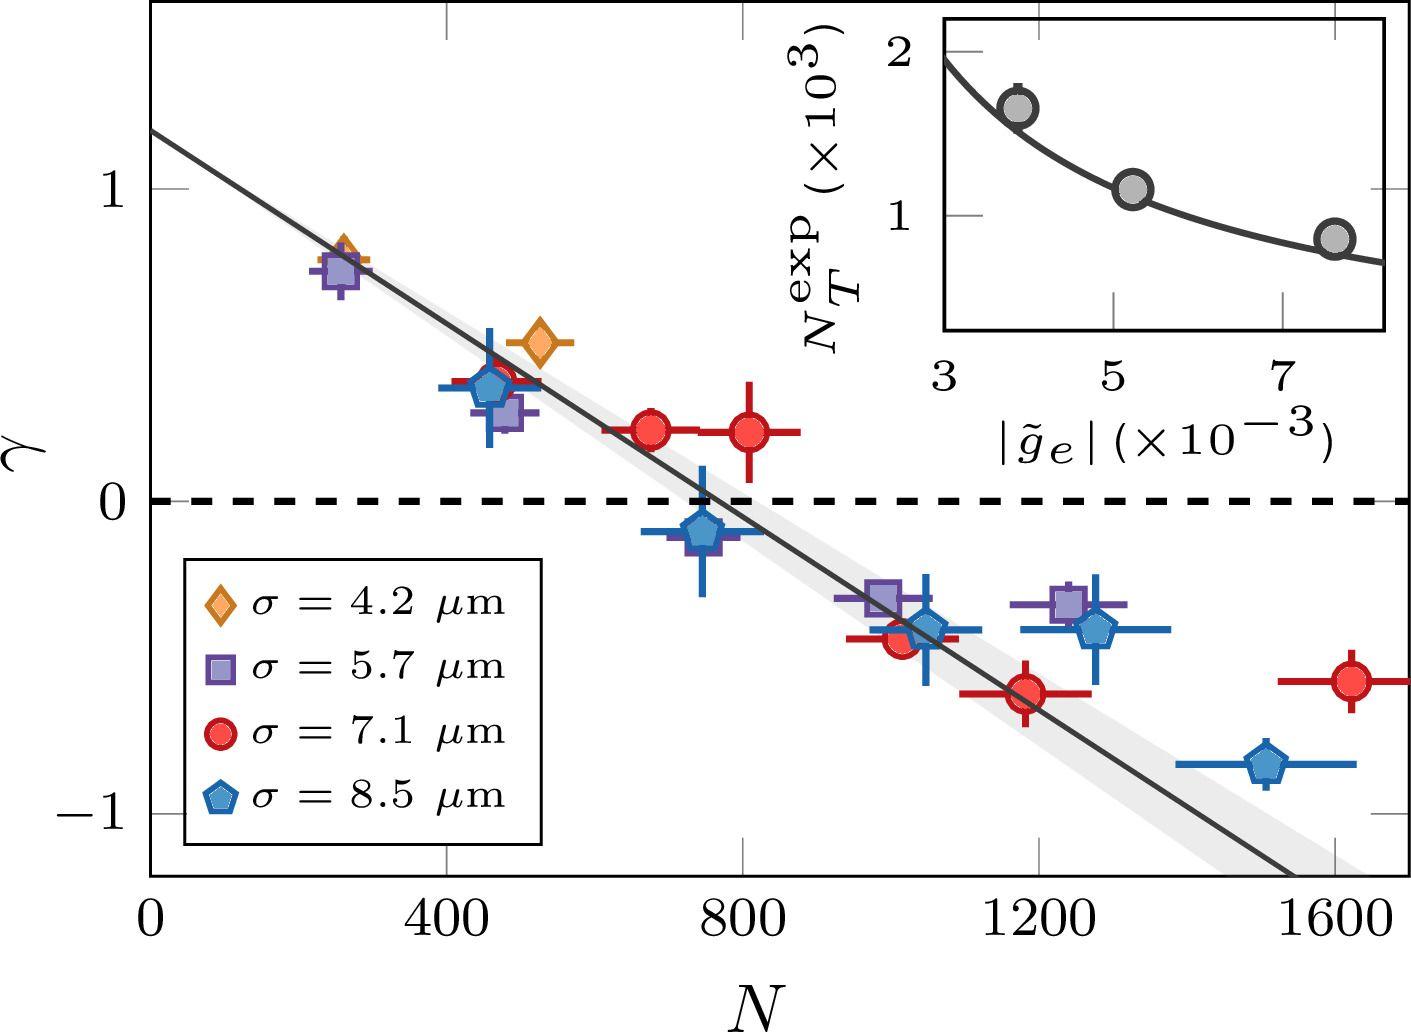 γ
1
0
−1
0 400 800 1200 1600
N
σ = 4.2 μm
σ = 5.7 μm
σ = 7.1 μm
σ = 8.5 μm
N_T^exp (×10^3)
2
1
3 5 7
|g̃_e| (×10^−3)